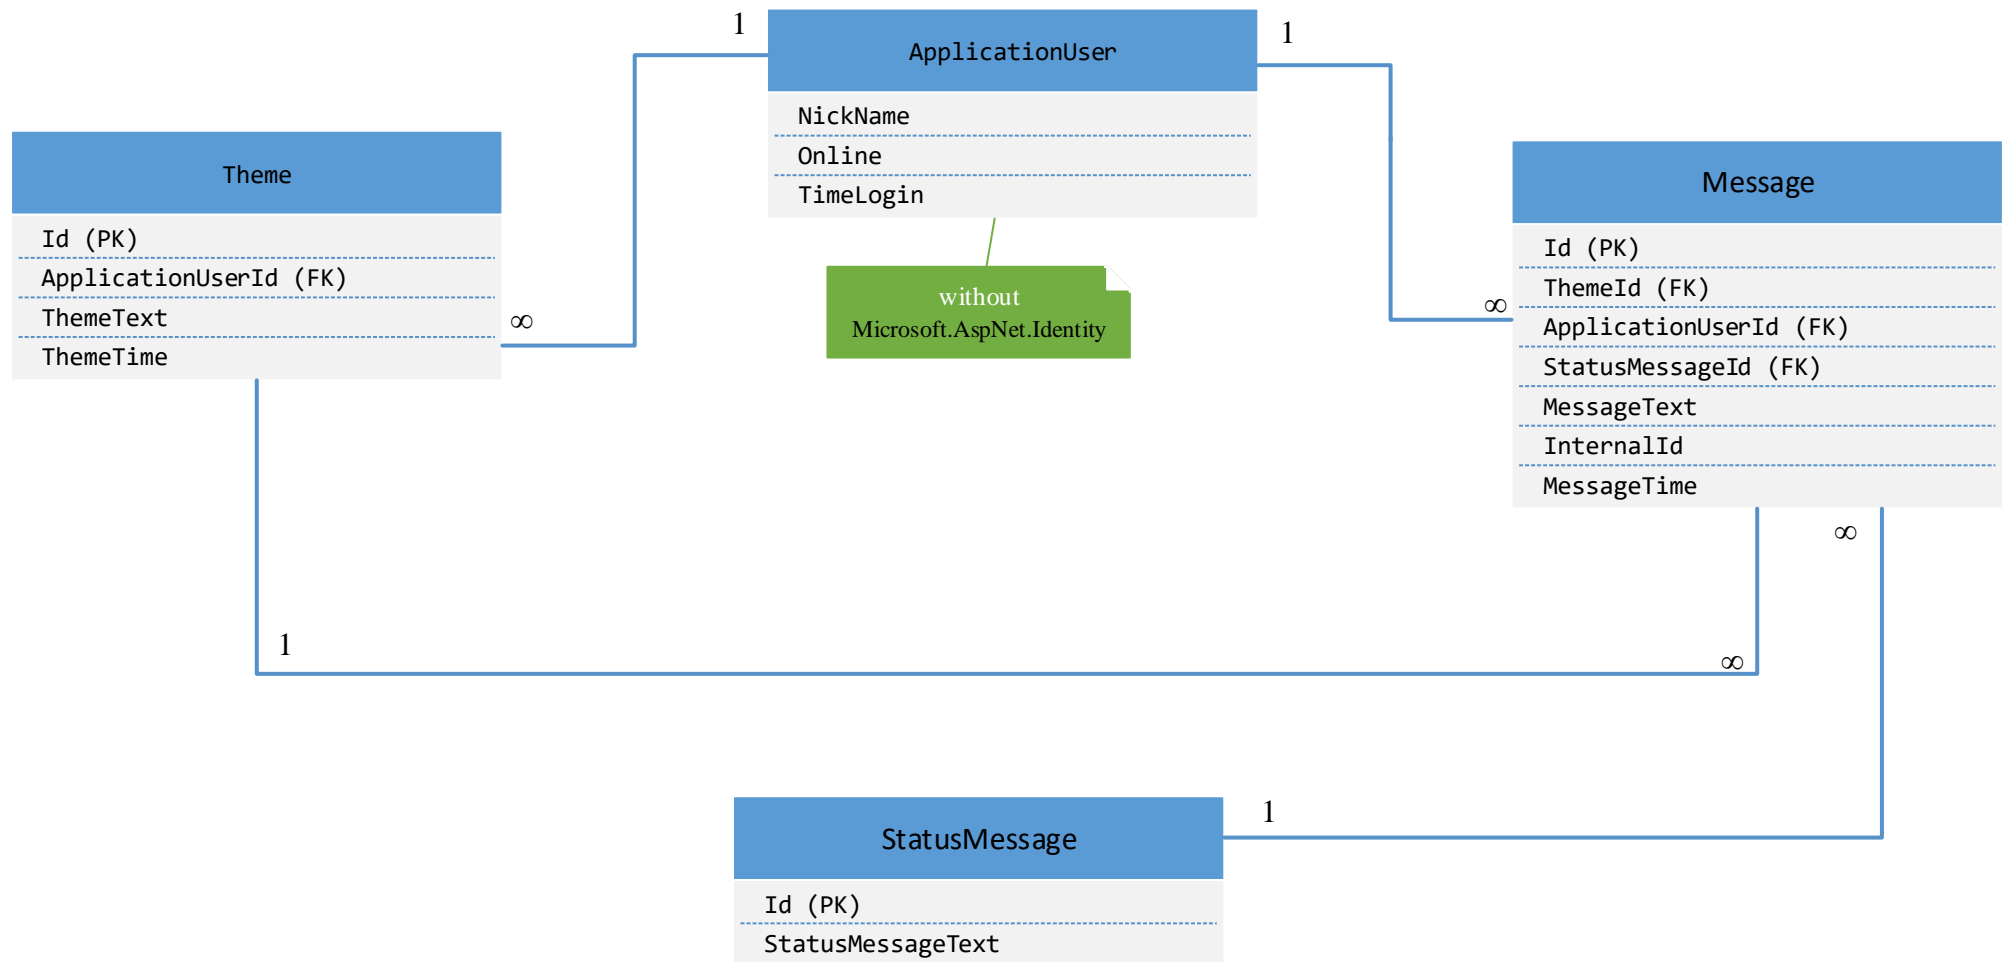 1
ApplicationUser
1
NickName
Online
TimeLogin
Theme
Id (PK)
ApplicationUserId (FK)
ThemeText
ThemeTime
∞
without
Microsoft.AspNet.Identity
Message
Id (PK)
ThemeId (FK)
ApplicationUserId (FK)
StatusMessageId (FK)
MessageText
InternalId
MessageTime
∞
∞
1
∞
StatusMessage
1
Id (PK)
StatusMessageText